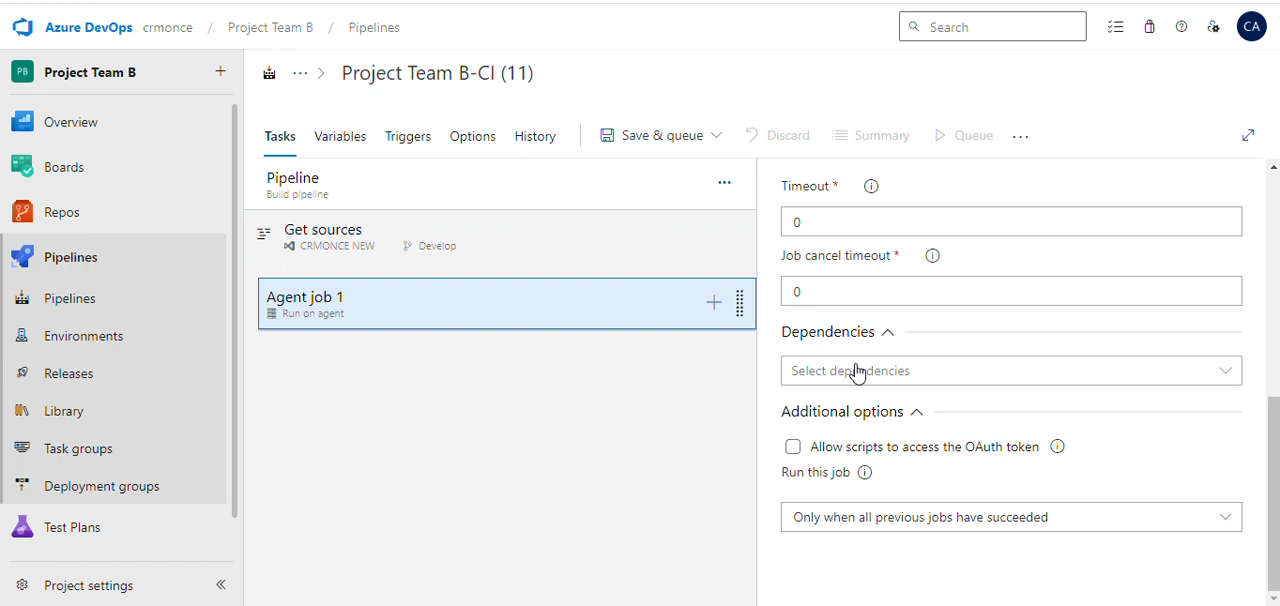 Azure DevOps crmonce / Project Team B / Pipelines
Search
CA
PB Project Team B +
Overview
Boards
Repos
Pipelines
Pipelines
Environments
Releases
Library
Task groups
Deployment groups
Test Plans
Project settings
··· > Project Team B-CI (11)
Tasks Variables Triggers Options History Save & queue Discard Summary Queue ···
Pipeline
Build pipeline
Get sources
CRMONCE NEW Develop
Agent job 1
Run on agent
Timeout *
0
Job cancel timeout *
0
Dependencies
Select dependencies
Additional options
Allow scripts to access the OAuth token
Run this job
Only when all previous jobs have succeeded